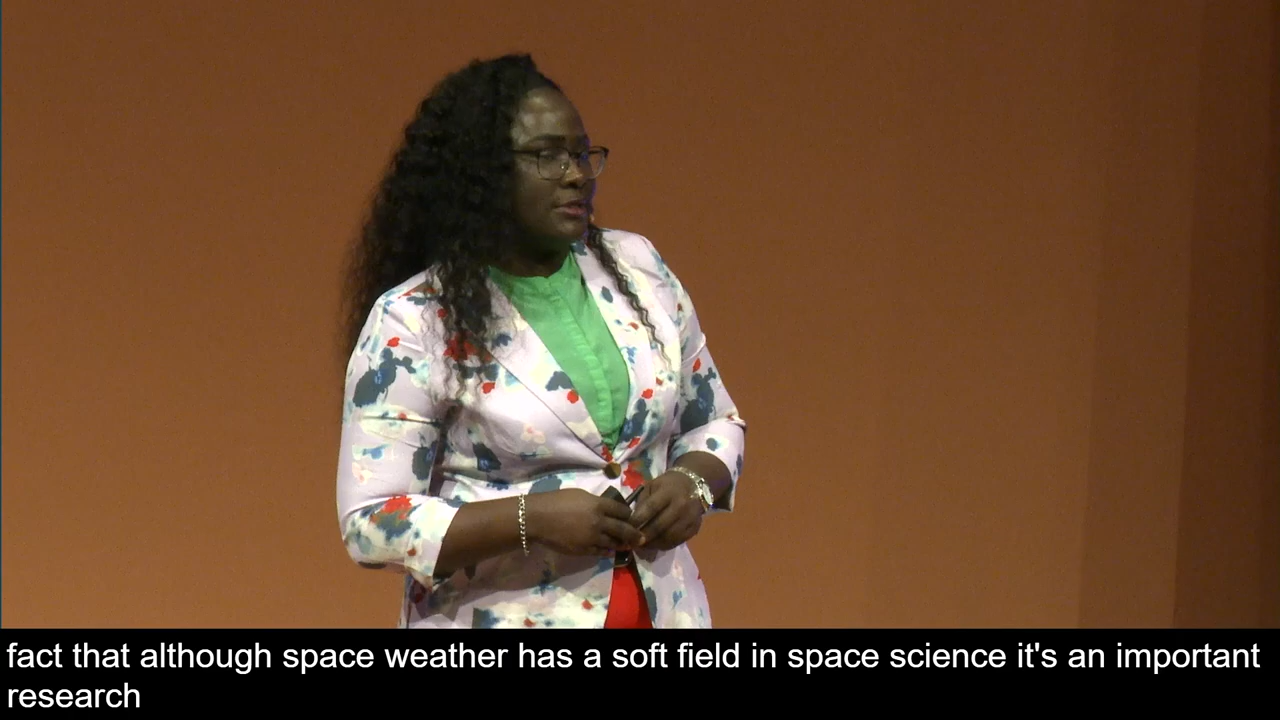 fact that although space weather has a soft field in space science it's an important
research